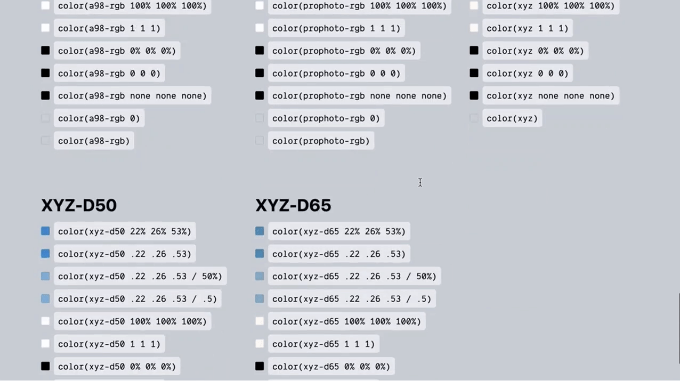 color(a98-rgb 100% 100% 100%)
color(a98-rgb 1 1 1)
color(a98-rgb 0% 0% 0%)
color(a98-rgb 0 0 0)
color(a98-rgb none none none)
color(a98-rgb 0)
color(a98-rgb)
color(prophoto-rgb 100% 100% 100%)
color(prophoto-rgb 1 1 1)
color(prophoto-rgb 0% 0% 0%)
color(prophoto-rgb 0 0 0)
color(prophoto-rgb none none none)
color(prophoto-rgb 0)
color(prophoto-rgb)
color(xyz 100% 100% 100%)
color(xyz 1 1 1)
color(xyz 0% 0% 0%)
color(xyz 0 0 0)
color(xyz none none none)
color(xyz)
XYZ-D50
color(xyz-d50 22% 26% 53%)
color(xyz-d50 .22 .26 .53)
color(xyz-d50 .22 .26 .53 / 50%)
color(xyz-d50 .22 .26 .53 / .5)
color(xyz-d50 100% 100% 100%)
color(xyz-d50 1 1 1)
color(xyz-d50 0% 0% 0%)
XYZ-D65
color(xyz-d65 22% 26% 53%)
color(xyz-d65 .22 .26 .53)
color(xyz-d65 .22 .26 .53 / 50%)
color(xyz-d65 .22 .26 .53 / .5)
color(xyz-d65 100% 100% 100%)
color(xyz-d65 1 1 1)
color(xyz-d65 0% 0% 0%)